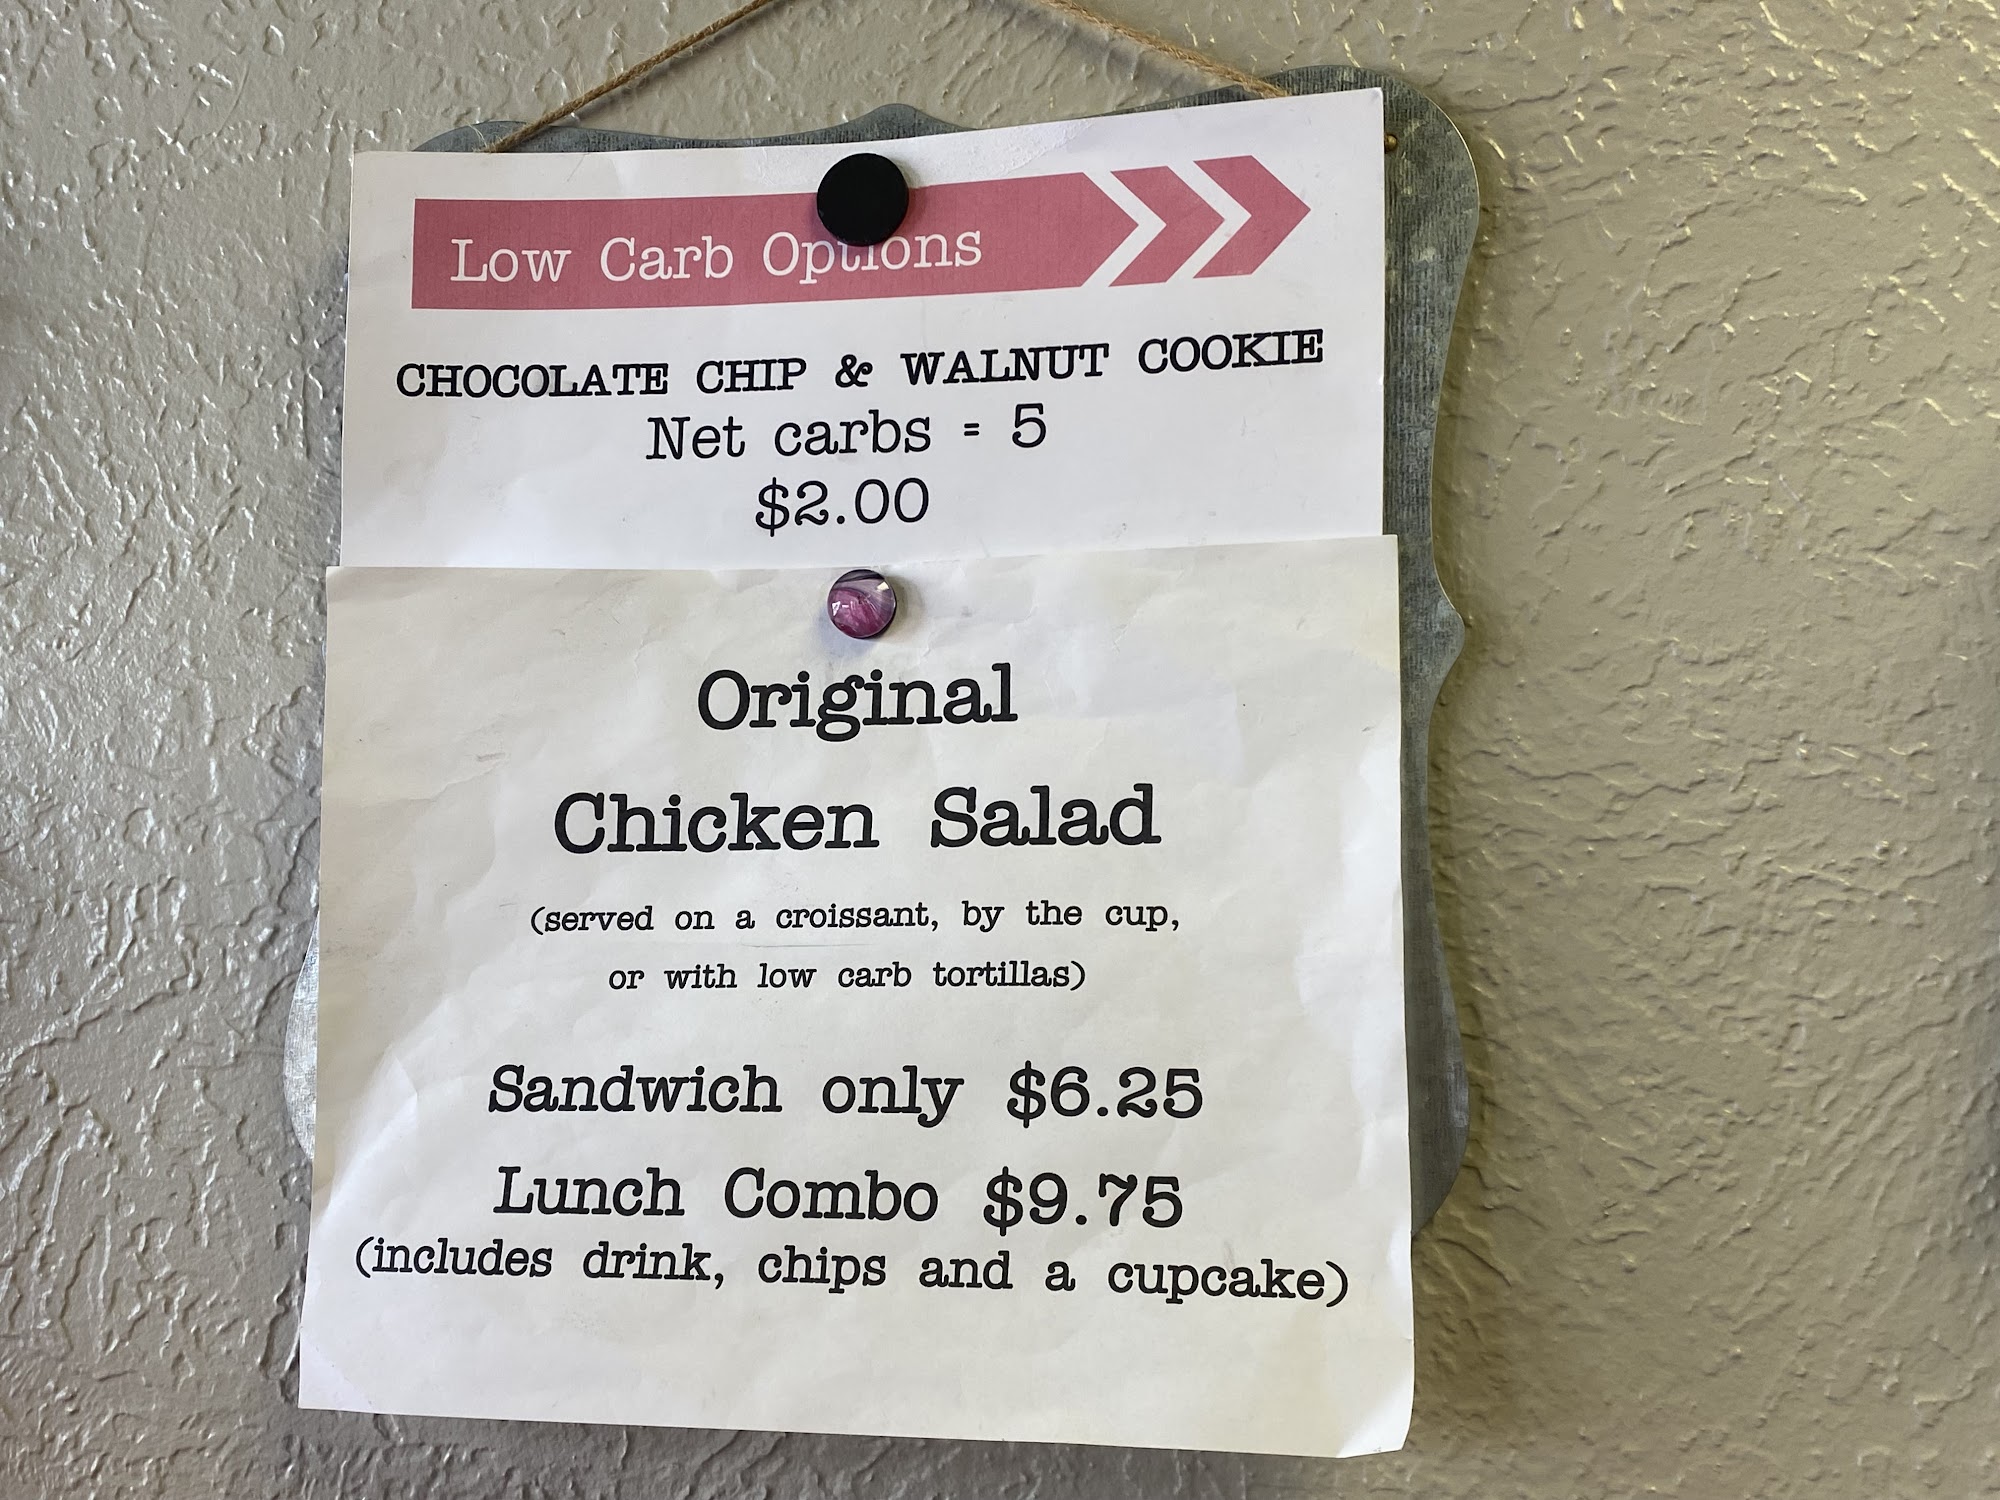 Low Carb Options
CHOCOLATE CHIP & WALNUT COOKIE
Net carbs = 5
$2.00
Original
Chicken Salad
(served on a croissant, by the cup,
or with low carb tortillas)
Sandwich only $6.25
Lunch Combo $9.75
(includes drink, chips and a cupcake)